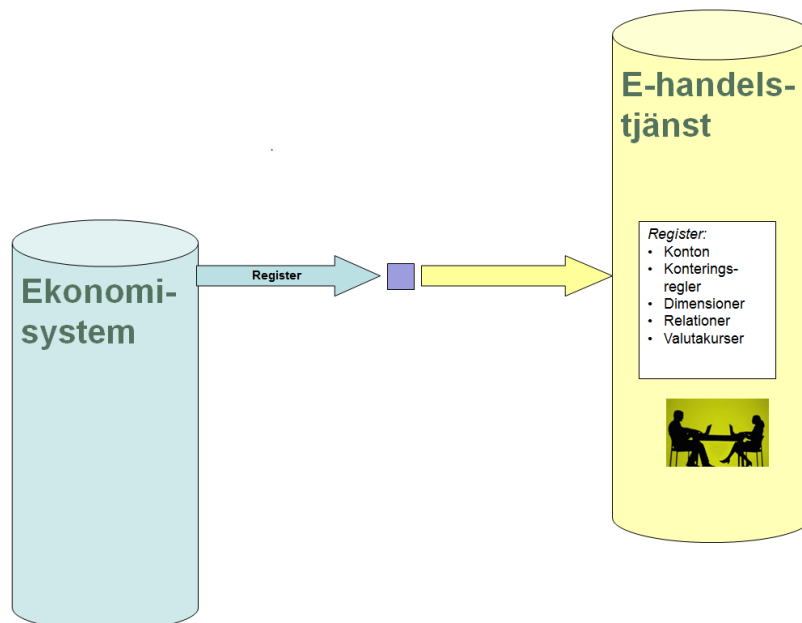 E-handels-
tjänst
Ekonomi-
system
Register
Register:
• Konton
• Konterings-
regler
• Dimensioner
• Relationer
• Valutakurser